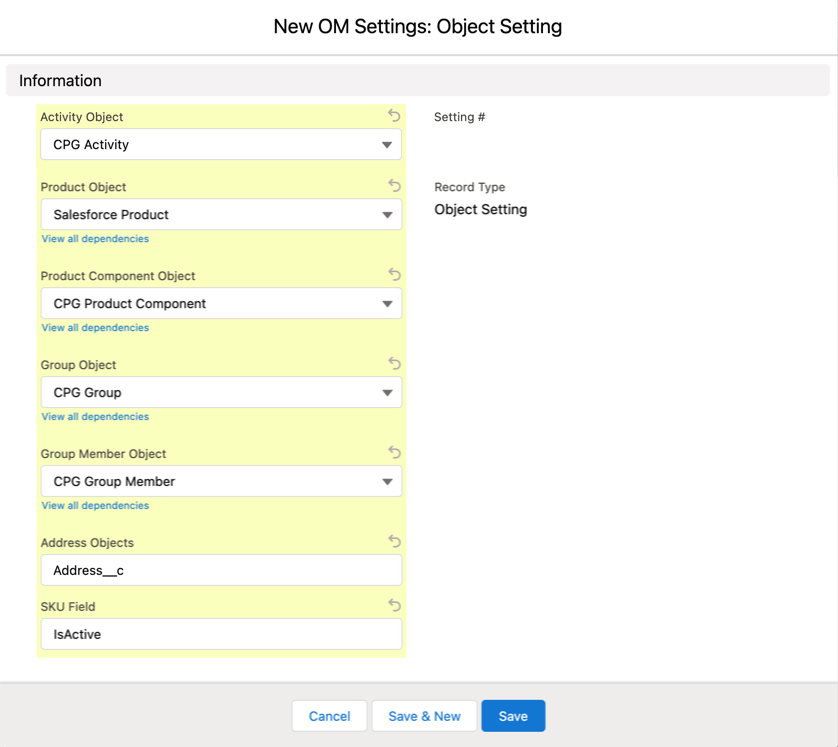 New OM Settings: Object Setting
Information
Activity Object
CPG Activity
Product Object
Salesforce Product
View all dependencies
Product Component Object
CPG Product Component
View all dependencies
Group Object
CPG Group
View all dependencies
Group Member Object
CPG Group Member
View all dependencies
Address Objects
Address__c
SKU Field
IsActive
Setting #
Record Type
Object Setting
Cancel
Save & New
Save